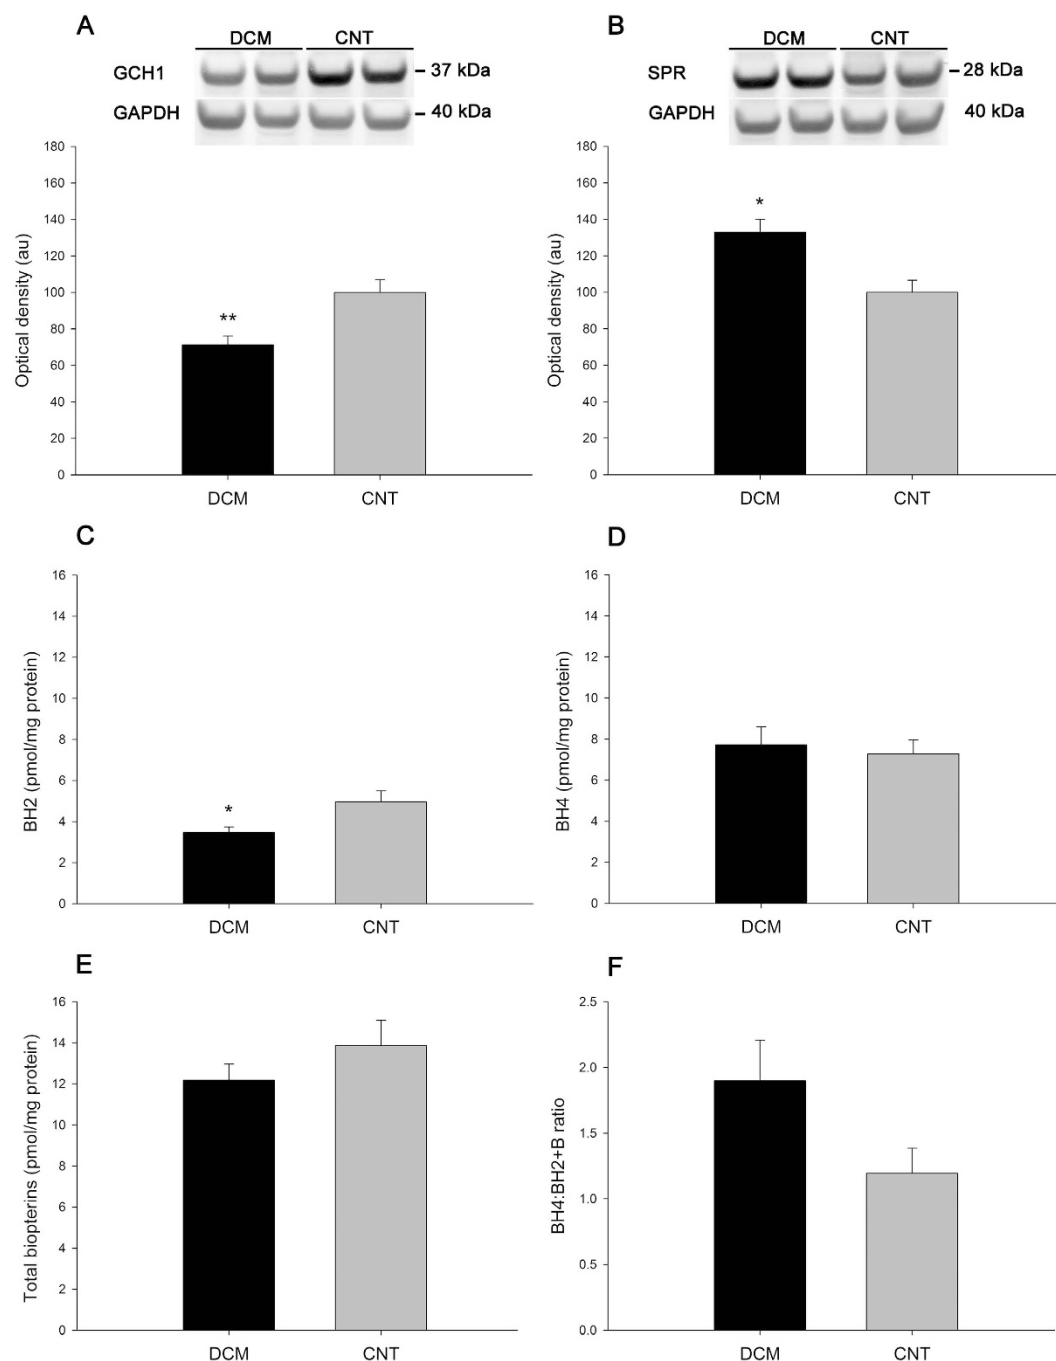 A
DCM CNT
GCH1 37 kDa
GAPDH 40 kDa
180
160
140
120
100
80
60
40
20
0
Optical density (au)
**
DCM CNT
B
DCM CNT
SPR 28 kDa
GAPDH 40 kDa
180
160
140
120
100
80
60
40
20
0
Optical density (au)
*
DCM CNT
C
16
14
12
10
8
6
4
2
0
BH2 (pmol/mg protein)
*
DCM CNT
D
16
14
12
10
8
6
4
2
0
BH4 (pmol/mg protein)
DCM CNT
E
16
14
12
10
8
6
4
2
0
Total biopterins (pmol/mg protein)
DCM CNT
F
2.5
2.0
1.5
1.0
0.5
0.0
BH4:BH2+B ratio
DCM CNT